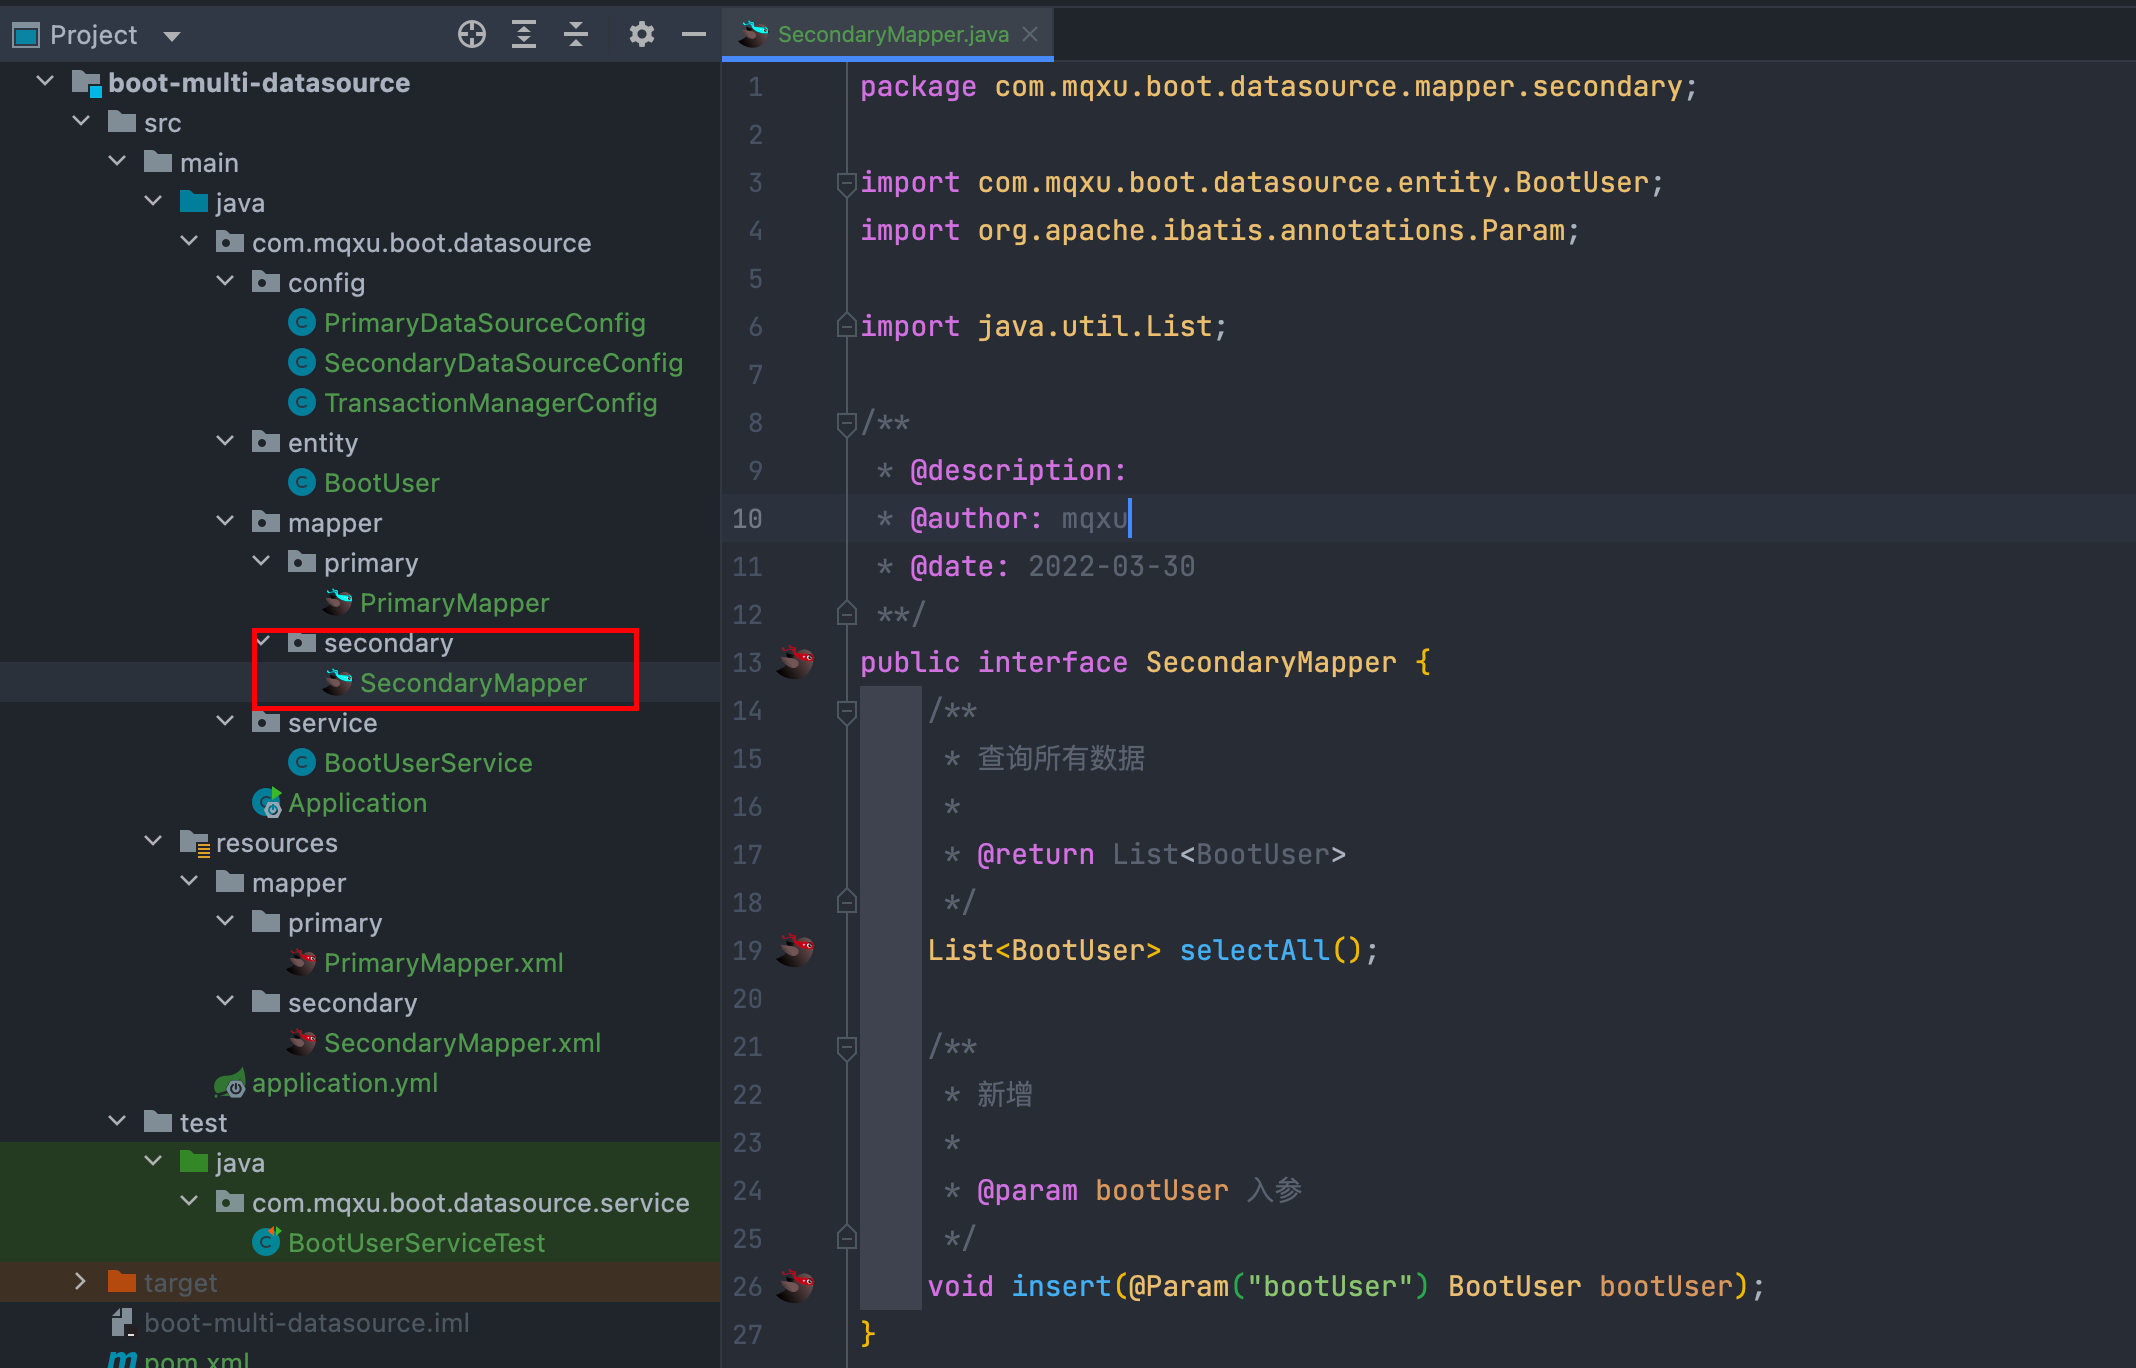 Project
boot-multi-datasource
src
main
java
com.mqxu.boot.datasource
config
PrimaryDataSourceConfig
SecondaryDataSourceConfig
TransactionManagerConfig
entity
BootUser
mapper
primary
PrimaryMapper
secondary
SecondaryMapper
service
BootUserService
Application
resources
mapper
primary
PrimaryMapper.xml
secondary
SecondaryMapper.xml
application.yml
test
java
com.mqxu.boot.datasource.service
BootUserServiceTest
target
boot-multi-datasource.iml
pom.xml
SecondaryMapper.java
1 package com.mqxu.boot.datasource.mapper.secondary;
2
3 import com.mqxu.boot.datasource.entity.BootUser;
4 import org.apache.ibatis.annotations.Param;
5
6 import java.util.List;
7
8 /**
9 * @description:
10 * @author: mqxu
11 * @date: 2022-03-30
12 **/
13 public interface SecondaryMapper {
14 /**
15 * 查询所有数据
16 *
17 * @return List<BootUser>
18 */
19 List<BootUser> selectAll();
20
21 /**
22 * 新增
23 *
24 * @param bootUser 入参
25 */
26 void insert(@Param("bootUser") BootUser bootUser);
27 }